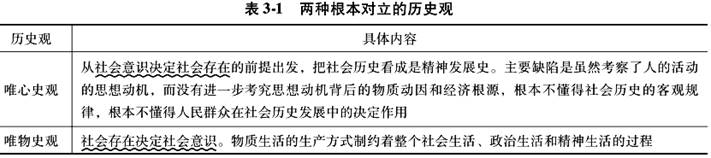 表 3-1 两种根本对立的历史观
历史观
具体内容
唯心史观
从社会意识决定社会存在的前提出发，把社会历史看成是精神发展史。主要缺陷是虽然考察了人的活动
的思想动机，而没有进一步考究思想动机背后的物质动因和经济根源，根本不懂得社会历史的客观规
律，根本不懂得人民群众在社会历史发展中的决定作用
唯物史观
社会存在决定社会意识。物质生活的生产方式制约着整个社会生活、政治生活和精神生活的过程